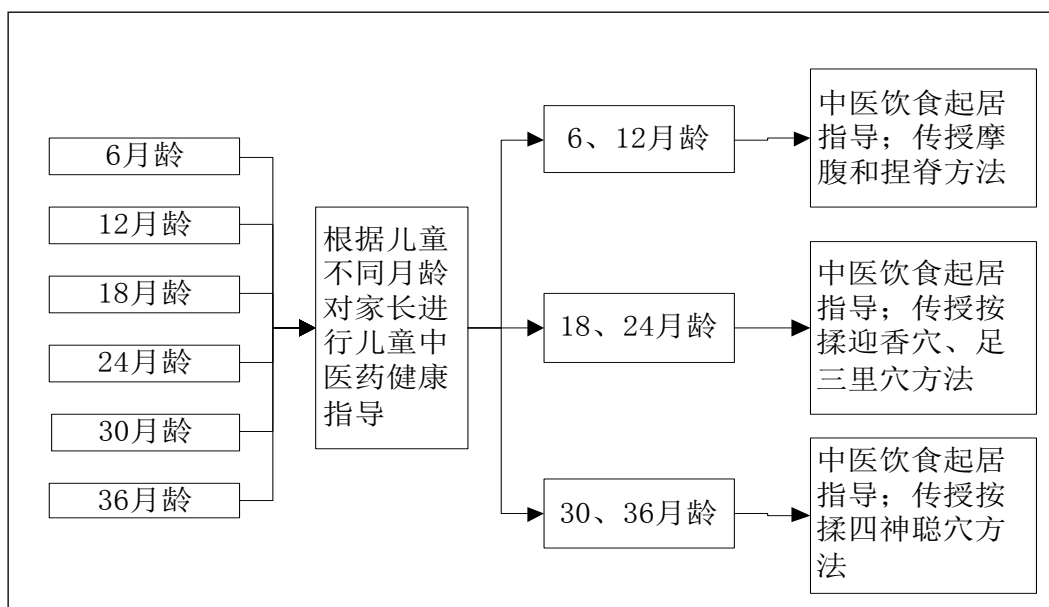 6月龄
12月龄
18月龄
24月龄
30月龄
36月龄
根据儿童
不同月龄
对家长进
行儿童中
医药健康
指导
6、12月龄
中医饮食起居
指导；传授摩
腹和捏脊方法
18、24月龄
中医饮食起居
指导；传授按
揉迎香穴、足
三里穴方法
30、36月龄
中医饮食起居
指导；传授按
揉四神聪穴方
法